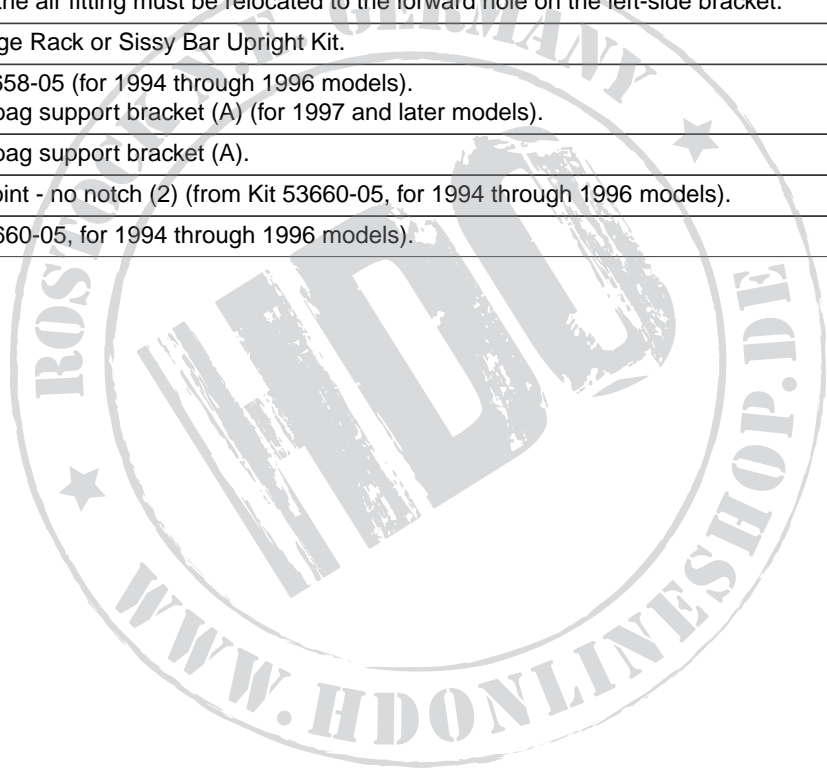 the air fitting must be relocated to the forward hole on the left-side bracket.
ge Rack or Sissy Bar Upright Kit.
658-05 (for 1994 through 1996 models).
bag support bracket (A) (for 1997 and later models).
bag support bracket (A).
oint - no notch (2) (from Kit 53660-05, for 1994 through 1996 models).
660-05, for 1994 through 1996 models).
ROSTOCK N.E GERMANY
HDO
WWW.HDONLINESHOP.DE